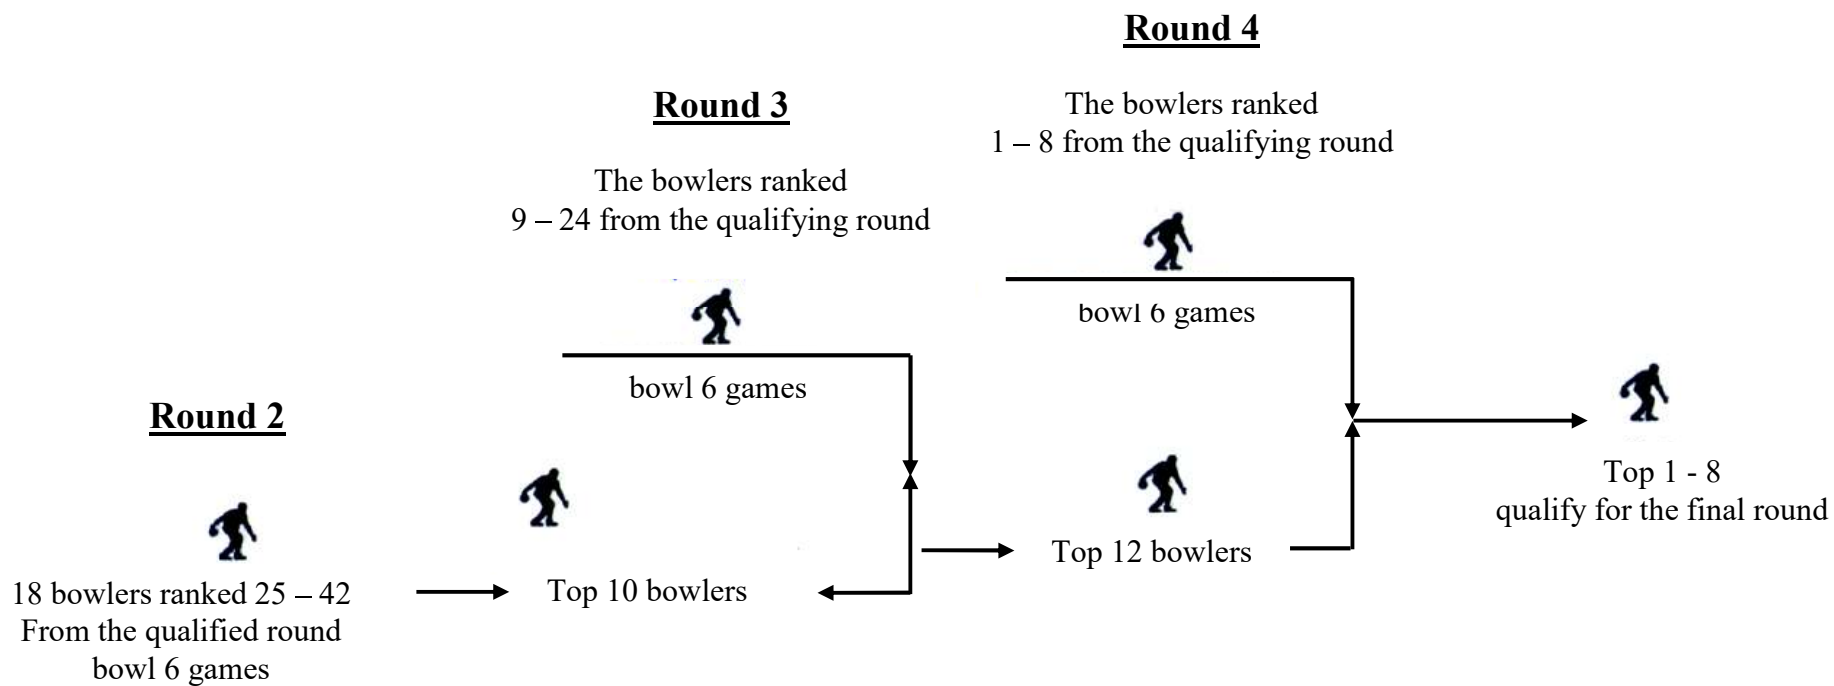 Round 4
The bowlers ranked
1 – 8 from the qualifying round
bowl 6 games
Round 3
The bowlers ranked
9 – 24 from the qualifying round
bowl 6 games
Round 2
18 bowlers ranked 25 – 42
From the qualified round
bowl 6 games
Top 10 bowlers
Top 12 bowlers
Top 1 - 8
qualify for the final round